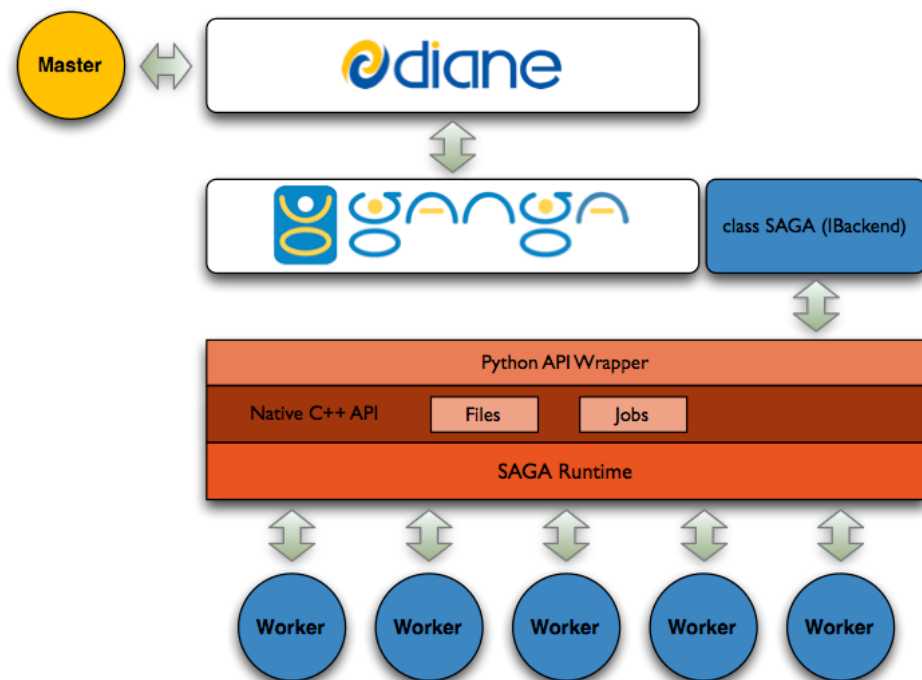 Master
diane
ganga
class SAGA (IBackend)
Python API Wrapper
Native C++ API Files Jobs
SAGA Runtime
Worker Worker Worker Worker Worker